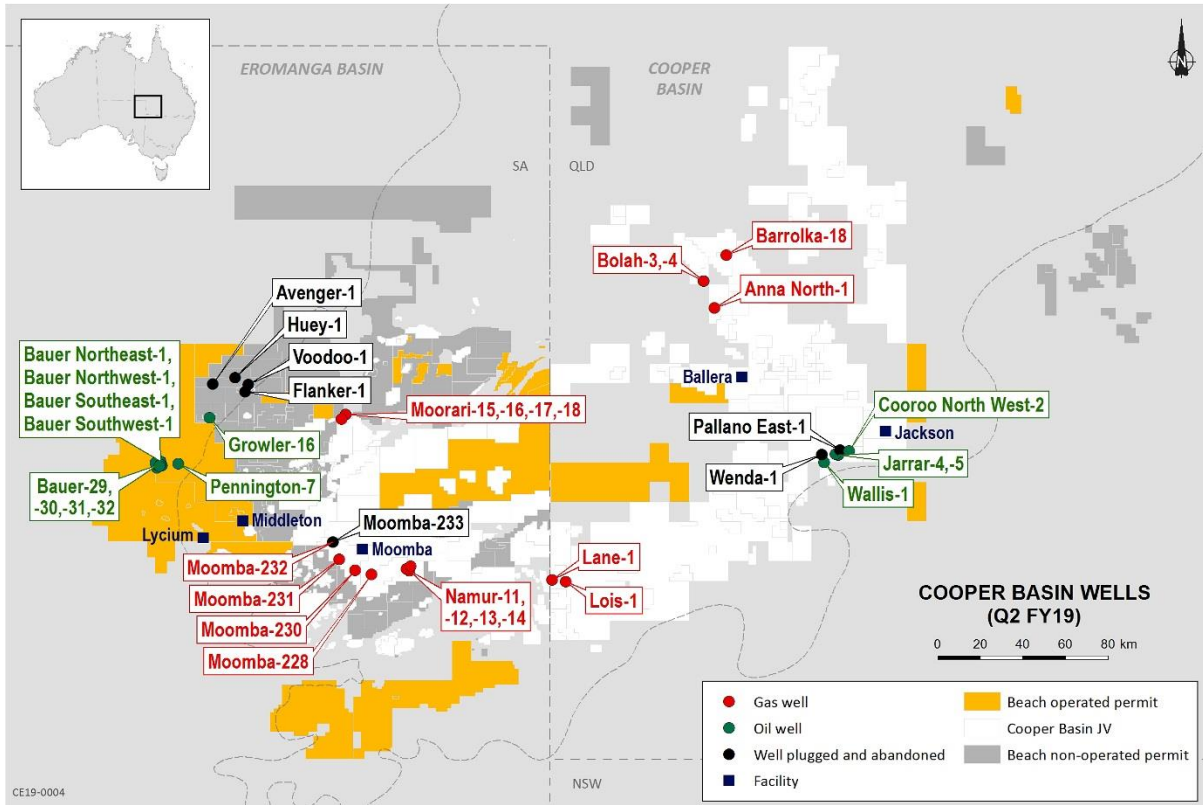 EROMANGA BASIN
COOPER
BASIN
N
SA
QLD
Barrolka-18
Bolah-3,-4
Anna North-1
Avenger-1
Huey-1
Voodoo-1
Flanker-1
Bauer Northeast-1,
Bauer Northwest-1,
Bauer Southeast-1,
Bauer Southwest-1
Moorari-15,-16,-17,-18
Growler-16
Ballera
Cooroo North West-2
Pallano East-1
Jackson
Wenda-1
Jarrar-4,-5
Wallis-1
Bauer-29,
-30,-31,-32
Pennington-7
Middleton
Lycium
Moomba-233
Moomba
Moomba-232
Moomba-231
Moomba-230
Moomba-228
Namur-11,
-12,-13,-14
Lane-1
Lois-1
COOPER BASIN WELLS
(Q2 FY19)
0 20 40 60 80 km
Gas well
Oil well
Well plugged and abandoned
Facility
Beach operated permit
Cooper Basin JV
Beach non-operated permit
NSW
CE19-0004